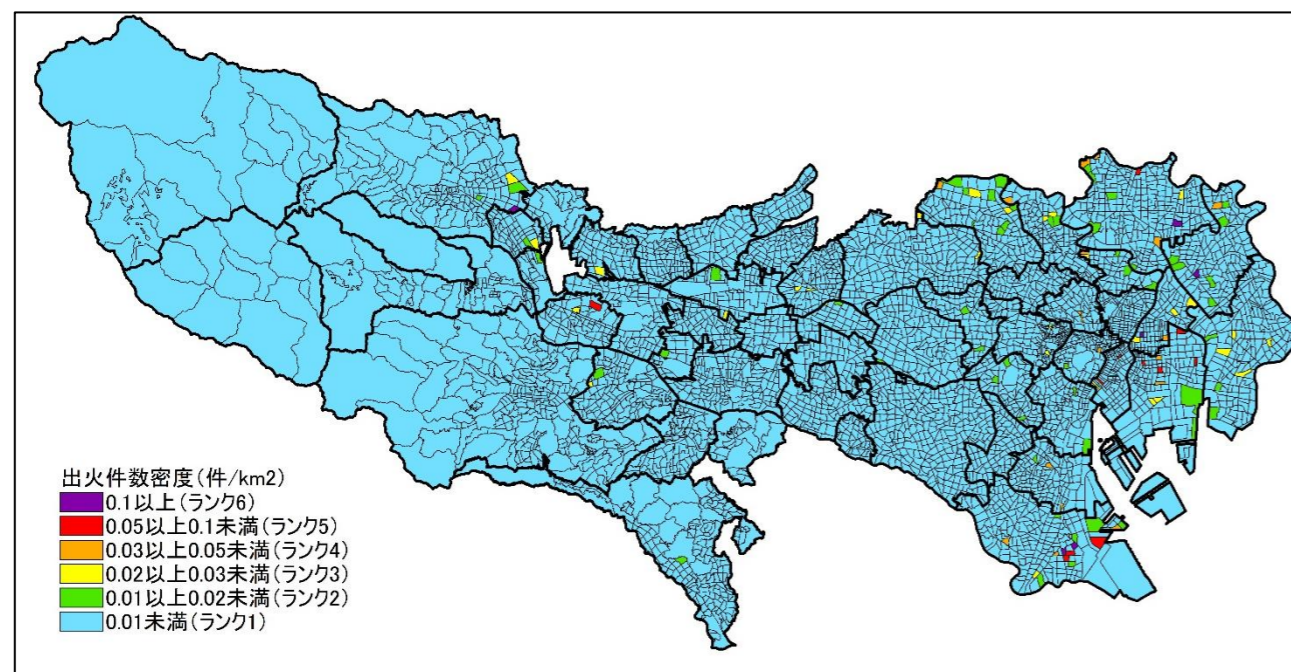 出火件数密度(件/km2)
0.1以上(ランク6)
0.05以上0.1未満(ランク5)
0.03以上0.05未満(ランク4)
0.02以上0.03未満(ランク3)
0.01以上0.02未満(ランク2)
0.01未満(ランク1)